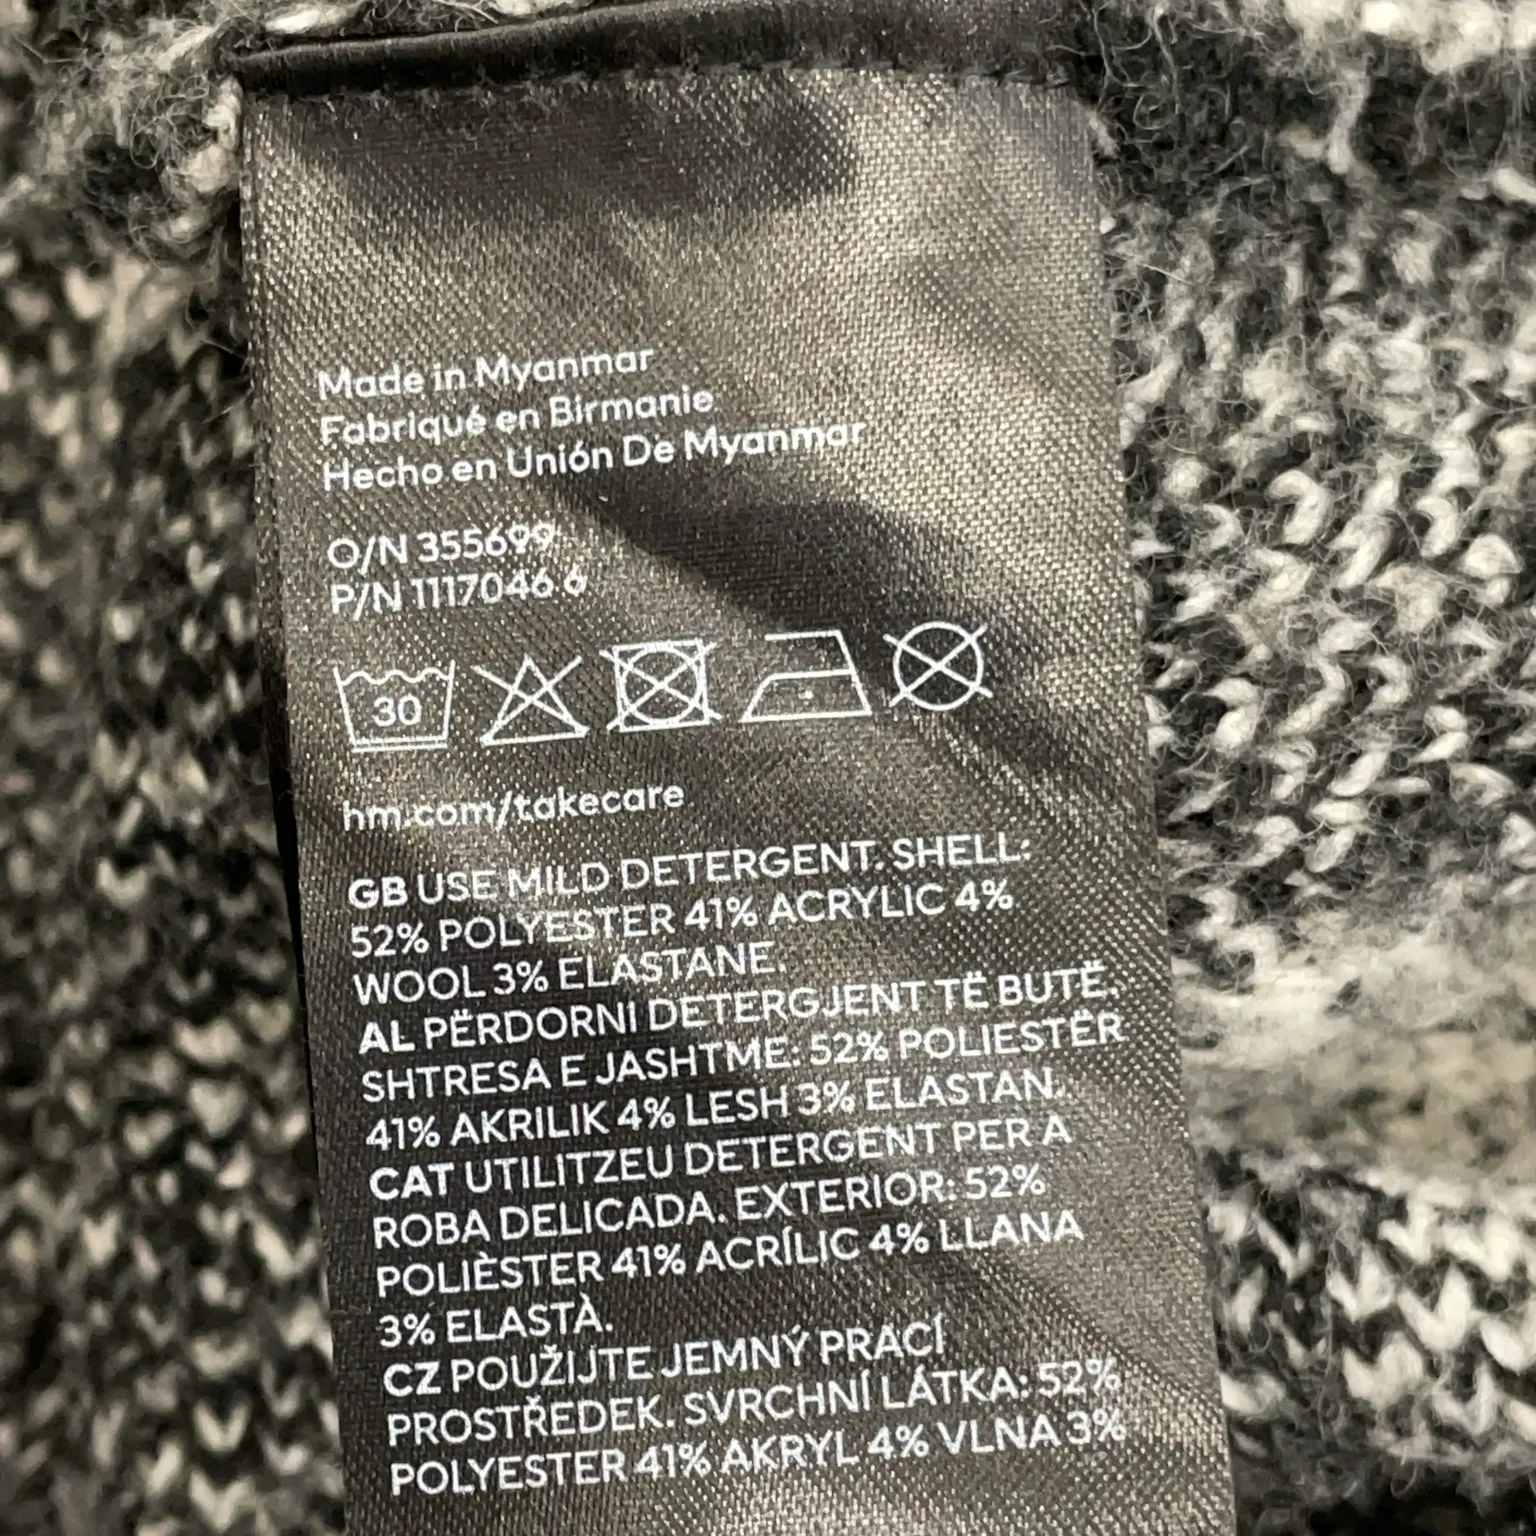 Made in Myanmar
Fabriqué en Birmanie
Hecho en Unión De Myanmar
O/N 355699
P/N 1117046.6
30
hm.com/takecare
GB USE MILD DETERGENT. SHELL:
52% POLYESTER 41% ACRYLIC 4%
WOOL 3% ELASTANE.
AL PËRDORNI DETERGJENT TË BUTË.
SHTRESA E JASHTME: 52% POLIESTËR
41% AKRILIK 4% LESH 3% ELASTAN.
CAT UTILITZEU DETERGENT PER A
ROBA DELICADA. EXTERIOR: 52%
POLIÈSTER 41% ACRÍLIC 4% LLANA
3% ELASTÀ.
CZ POUŽIJTE JEMNÝ PRACÍ
PROSTŘEDEK. SVRCHNÍ LÁTKA: 52%
POLYESTER 41% AKRYL 4% VLNA 3%